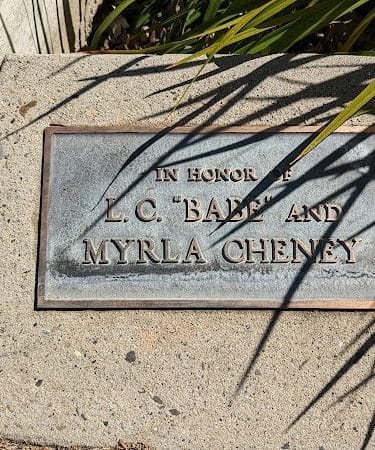 IN HONOR OF
L. C. "BABE" AND
MYRLA CHENEY